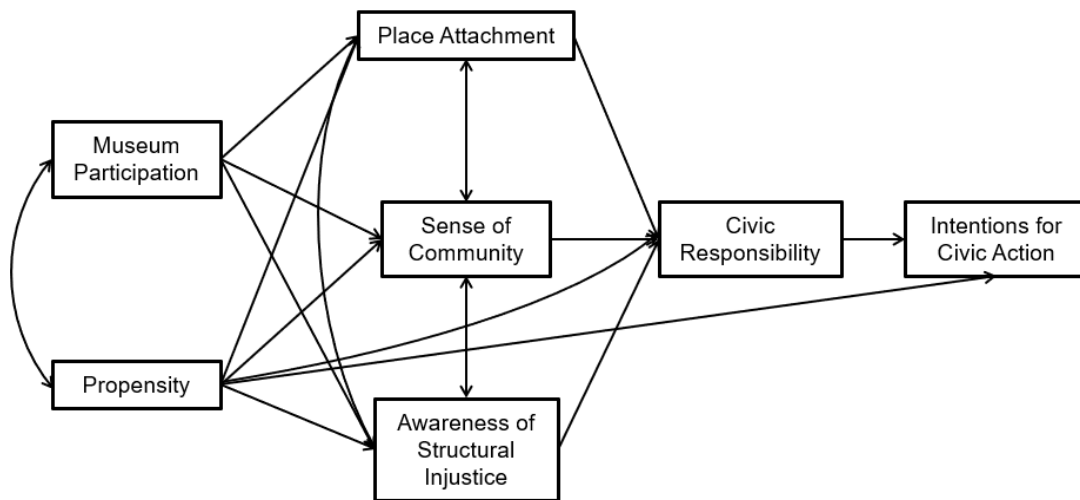 Place Attachment
Museum
Participation
Sense of
Community
Civic
Responsibility
Intentions for
Civic Action
Propensity
Awareness of
Structural
Injustice